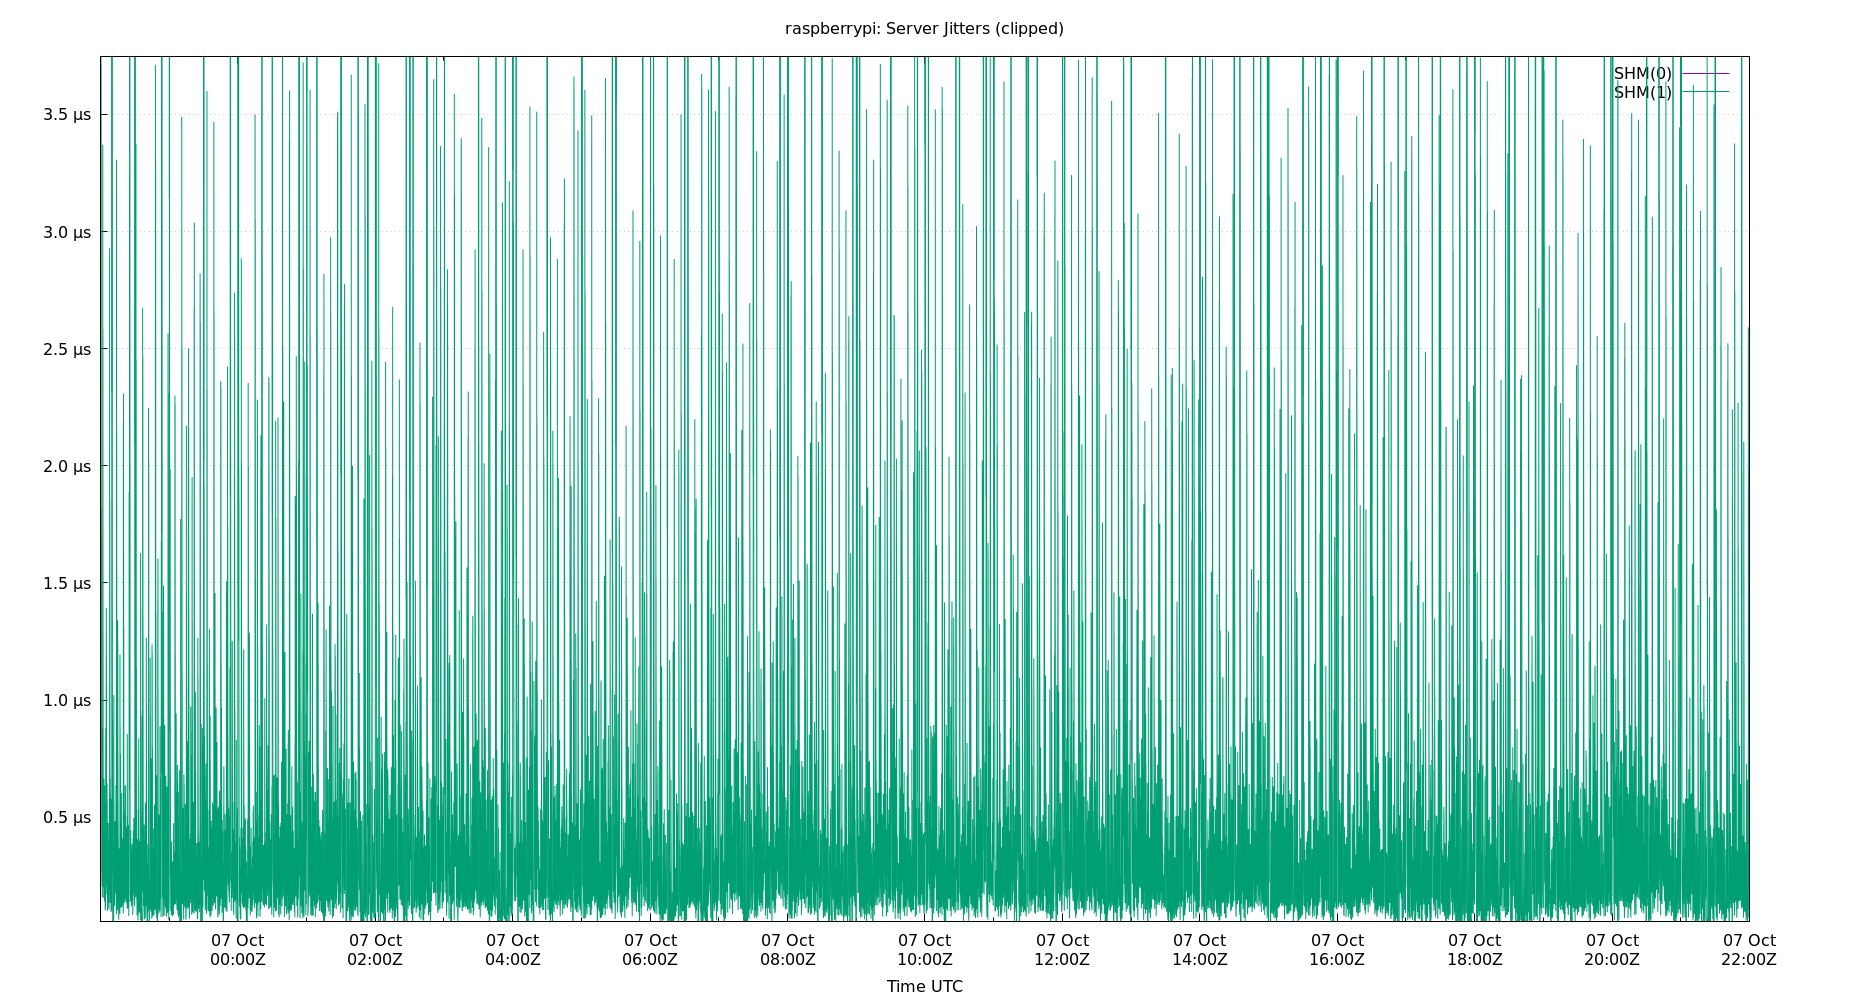 raspberrypi: Server Jitters (clipped)
SHM(0)
SHM(1)
3.5 µs
3.0 µs
2.5 µs
2.0 µs
1.5 µs
1.0 µs
0.5 µs
07 Oct 07 Oct 07 Oct 07 Oct 07 Oct 07 Oct 07 Oct 07 Oct 07 Oct 07 Oct 07 Oct 07 Oct
00:00Z 02:00Z 04:00Z 06:00Z 08:00Z 10:00Z 12:00Z 14:00Z 16:00Z 18:00Z 20:00Z 22:00Z
Time UTC